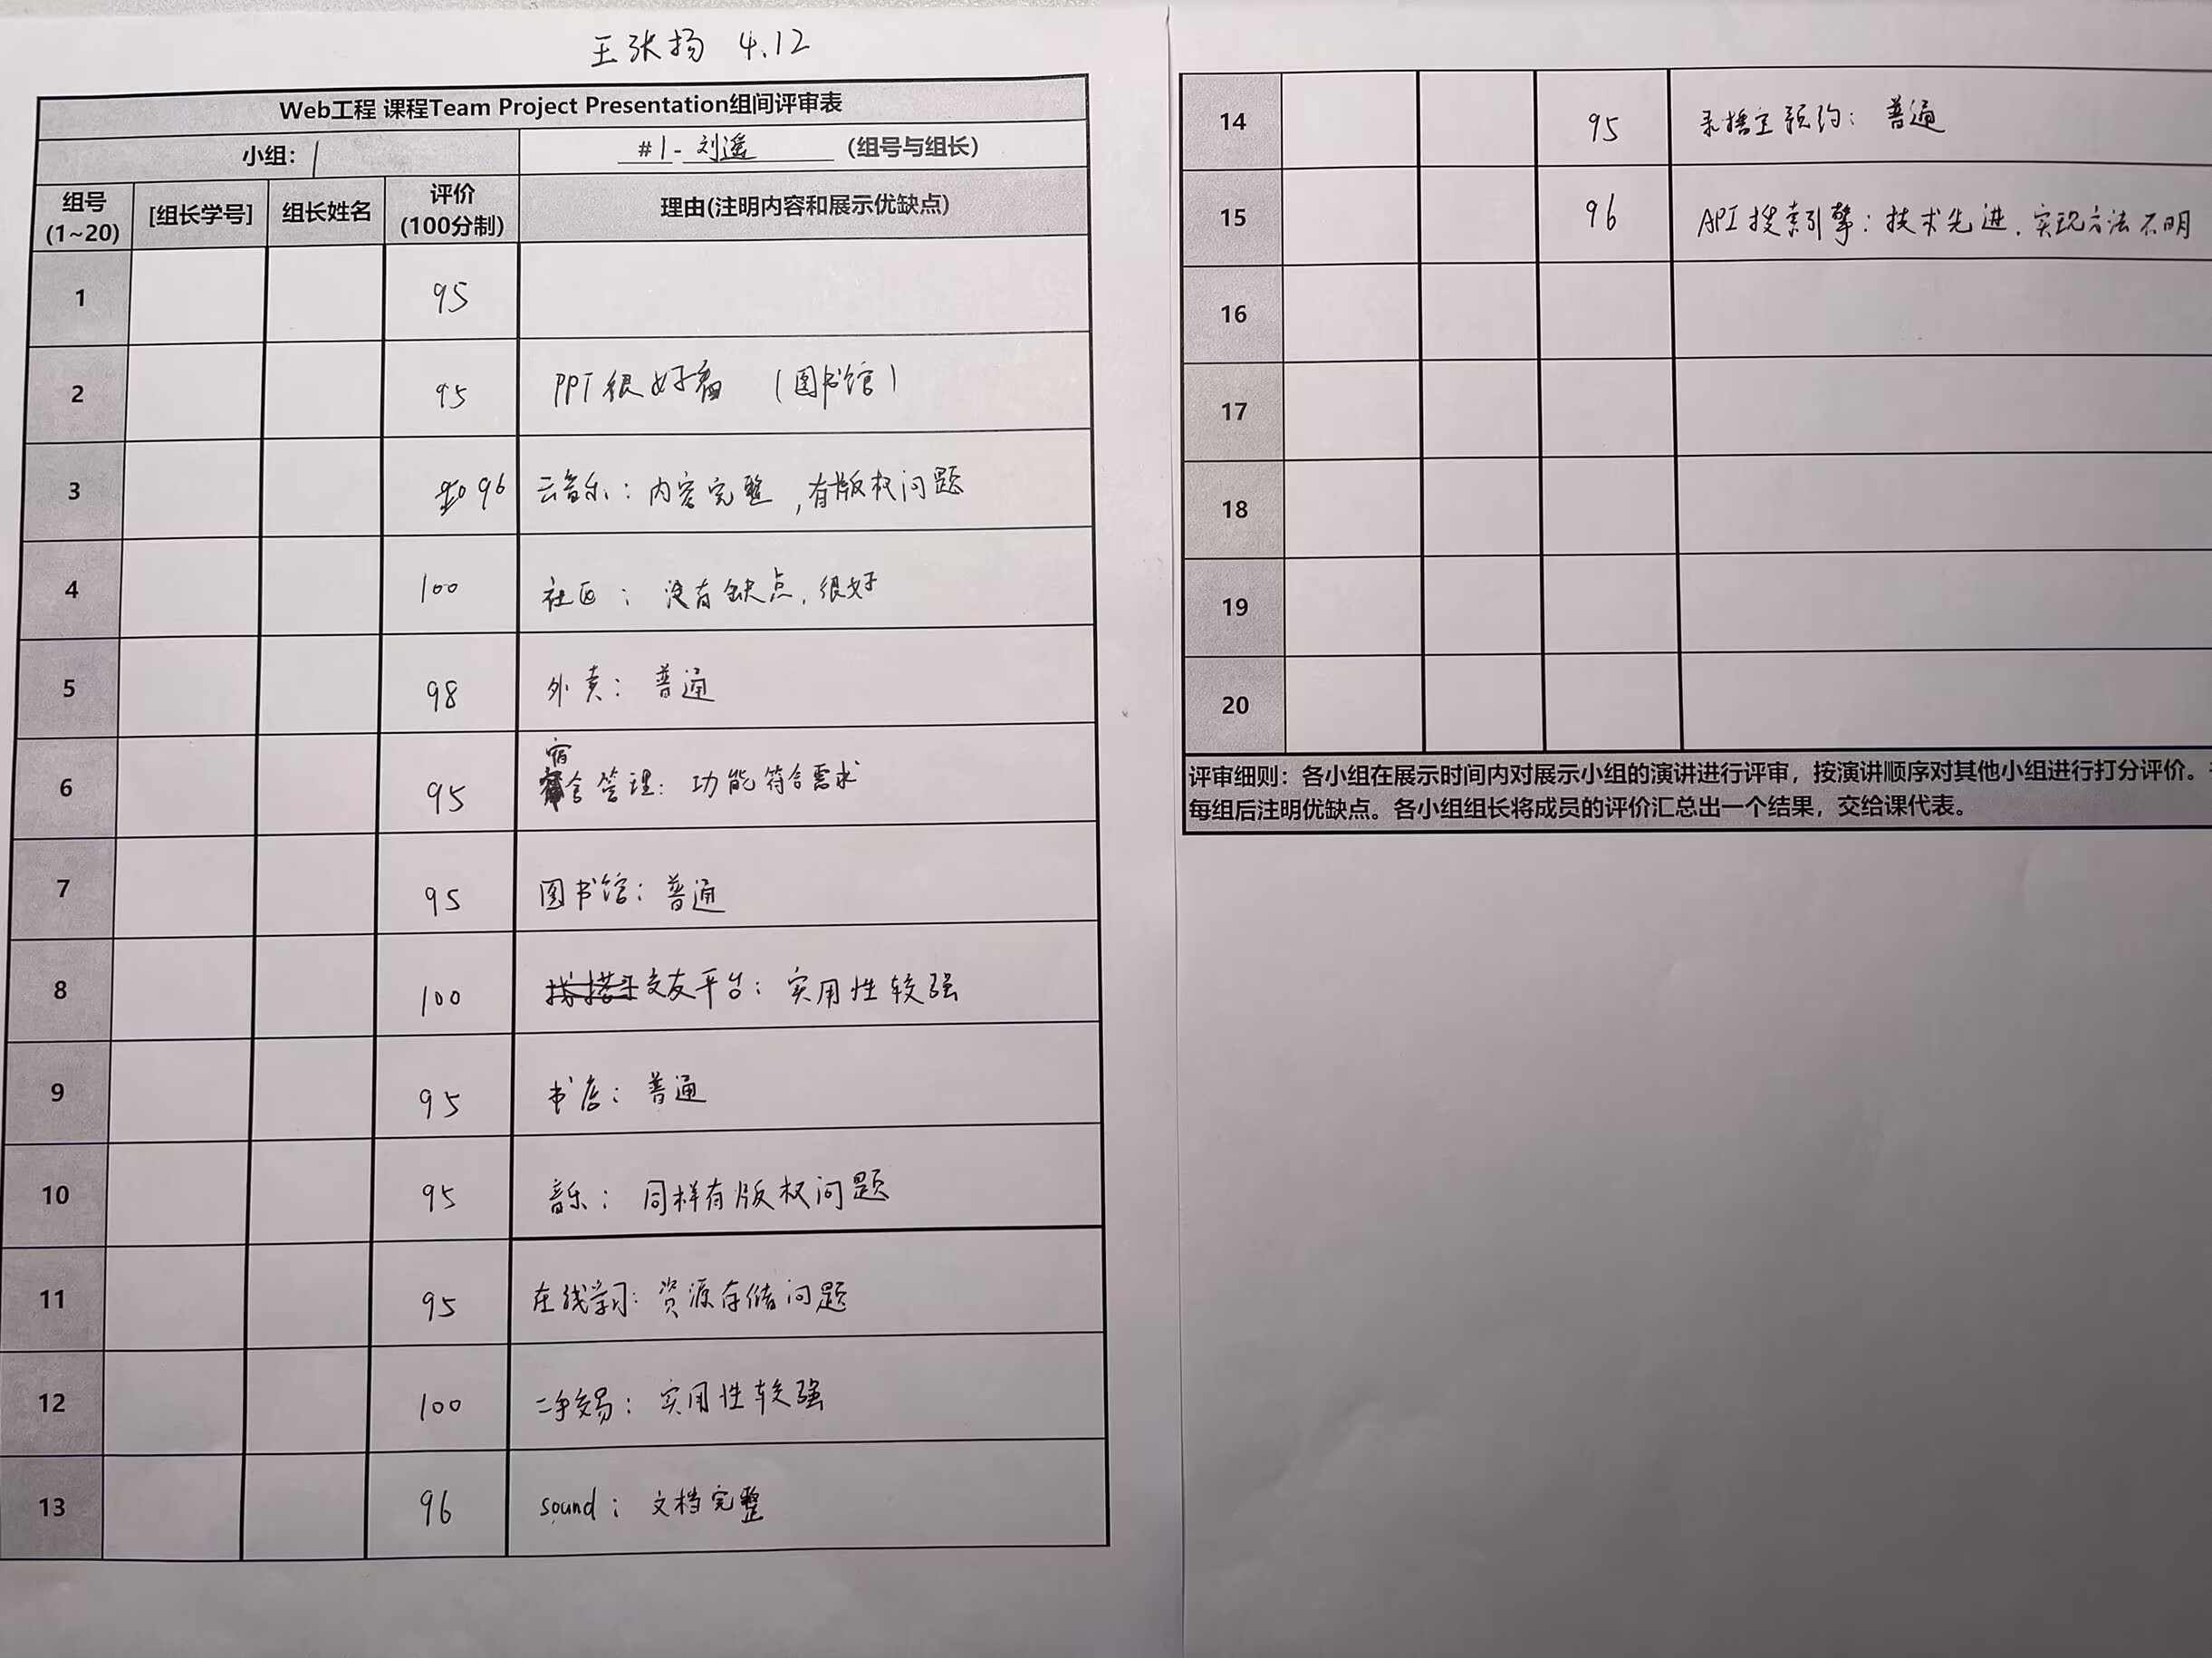 王张扬 4.12
Web工程 课程Team Project Presentation组间评审表
小组: 1 #1-刘遥 (组号与组长)
组号(1~20) [组长学号] 组长姓名 评价(100分制) 理由(注明内容和展示优缺点)
1 95
2 95 PPT很好看 (图书馆)
3 96 云音乐: 内容完整,有版权问题
4 100 社区: 没有缺点,很好
5 98 外卖: 普通
6 95 宿舍管理: 功能符合需求
7 95 图书馆: 普通
8 100 找搭子交友平台: 实用性较强
9 95 书店: 普通
10 95 音乐: 同样有版权问题
11 95 在线学习: 资源存储问题
12 100 二手交易: 实用性较强
13 96 sound: 文档完整
14 95 预约: 普通
15 96 API搜索引擎: 技术先进,实现方法不明
16
17
18
19
20
评审细则:各小组在展示时间内对展示小组的演讲进行评审,按演讲顺序对其他小组进行打分评价。
每组后注明优缺点。各小组组长将成员的评价汇总出一个结果,交给课代表。